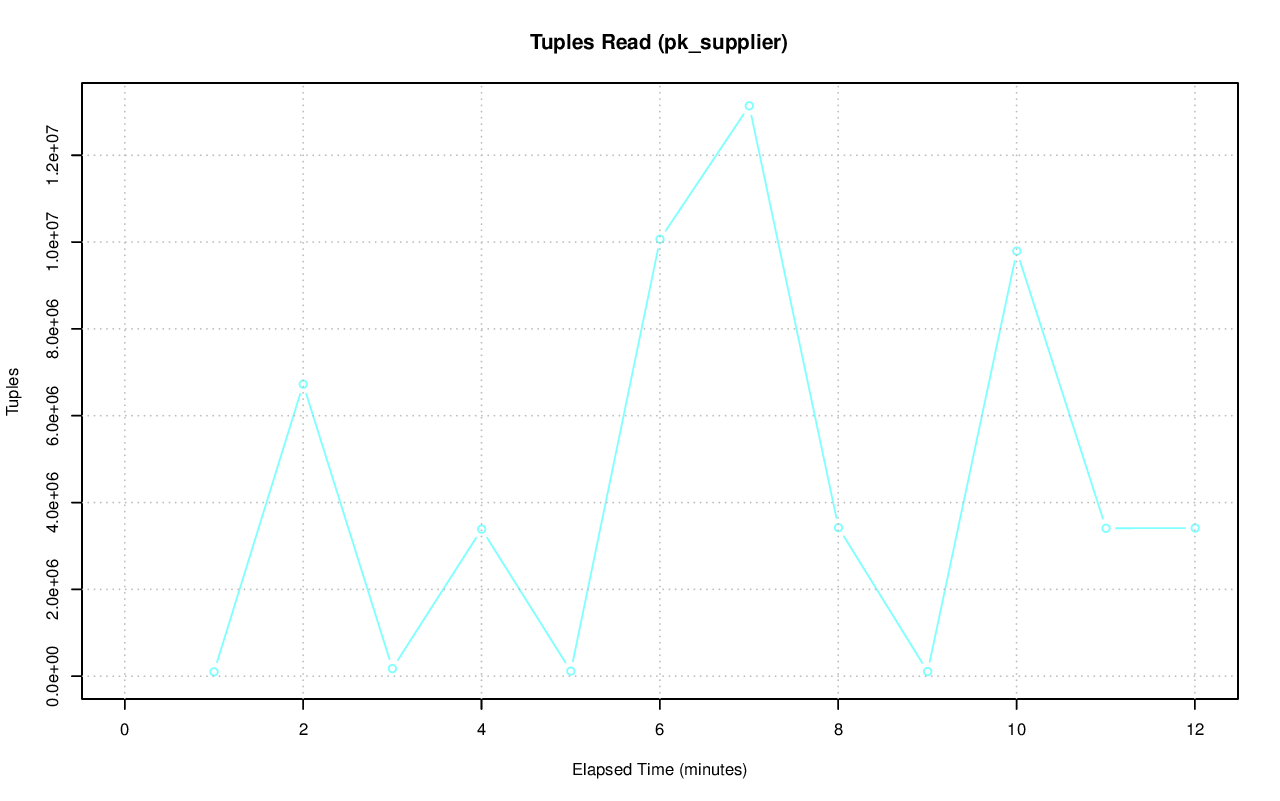 Tuples Read (pk_supplier)
Tuples
1.2e+07
1.0e+07
8.0e+06
6.0e+06
4.0e+06
2.0e+06
0.0e+00
0 2 4 6 8 10 12
Elapsed Time (minutes)